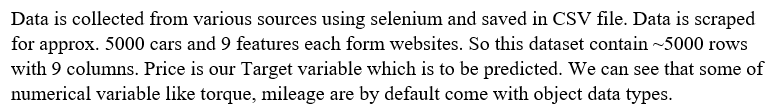 Data is collected from various sources using selenium and saved in CSV file. Data is scraped
for approx. 5000 cars and 9 features each form websites. So this dataset contain ~5000 rows
with 9 columns. Price is our Target variable which is to be predicted. We can see that some of
numerical variable like torque, mileage are by default come with object data types.